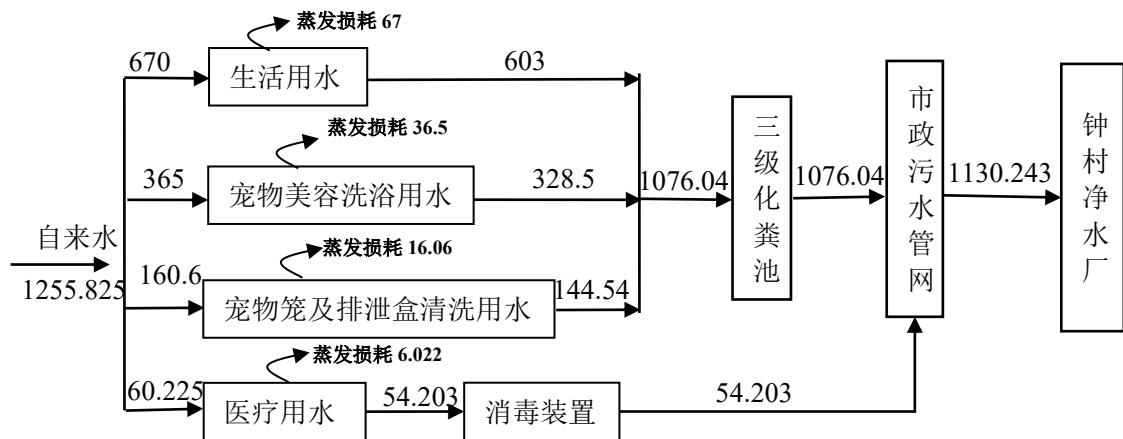 蒸发损耗 67
670
生活用水
603
蒸发损耗 36.5
365
宠物美容洗浴用水
328.5
自来水
1255.825
蒸发损耗 16.06
160.6
宠物笼及排泄盒清洗用水
144.54
蒸发损耗 6.022
60.225
医疗用水
54.203
消毒装置
54.203
1076.04
三级化粪池
1076.04
市政污水管网
1130.243
钟村净水厂